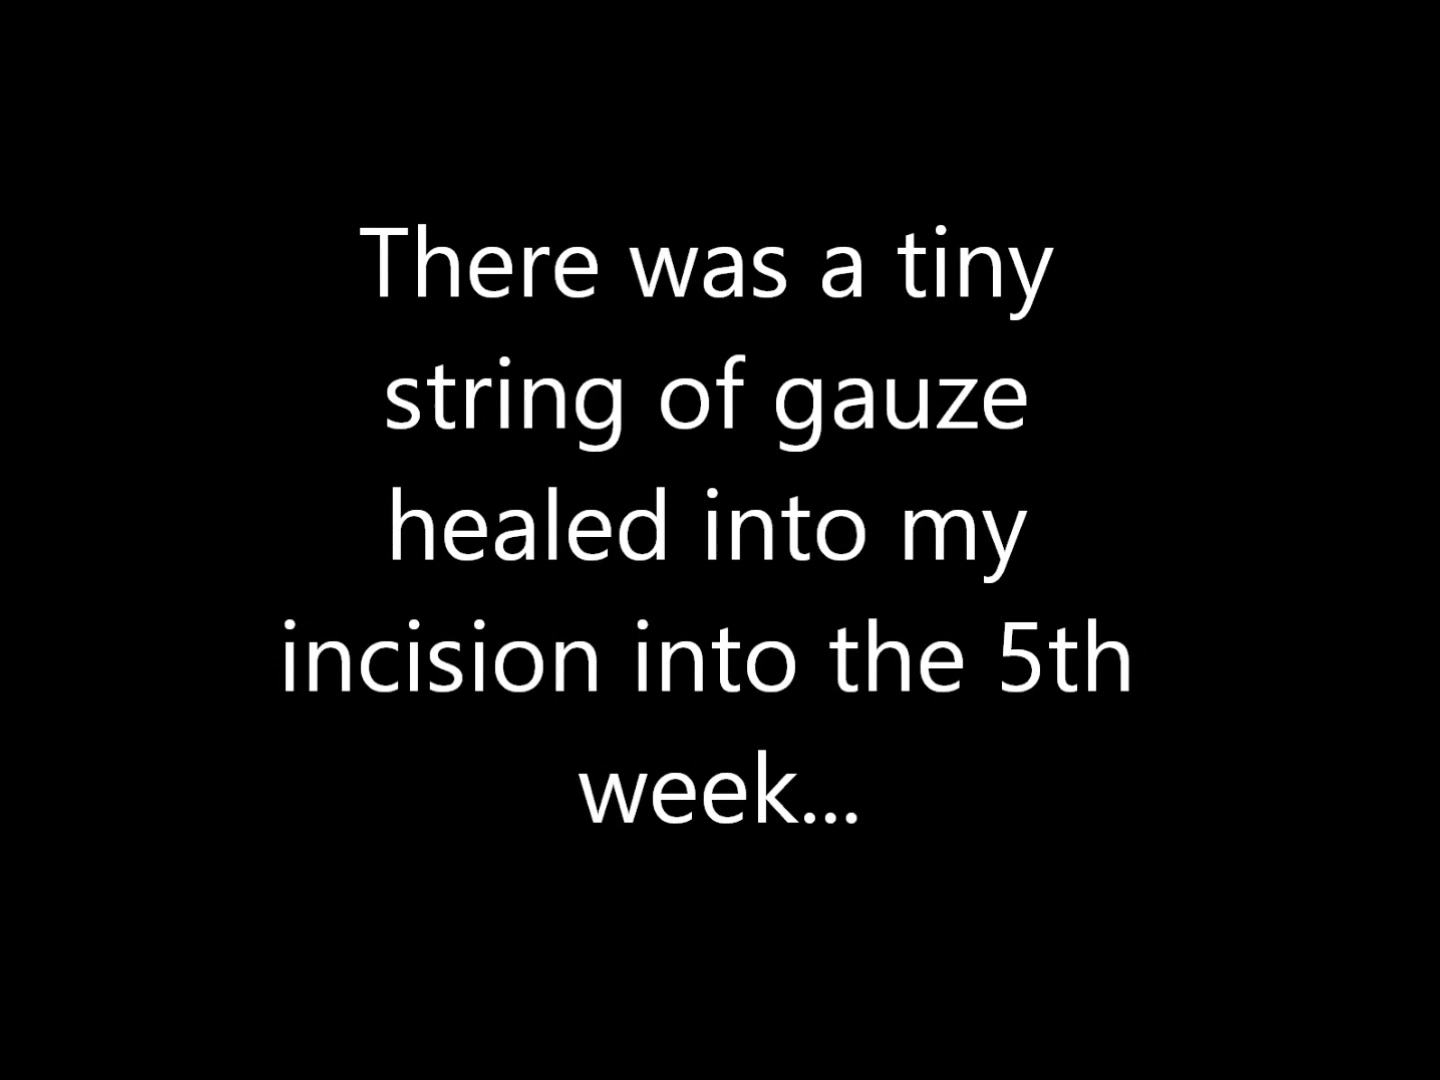 There was a tiny
string of gauze
healed into my
incision into the 5th
week...